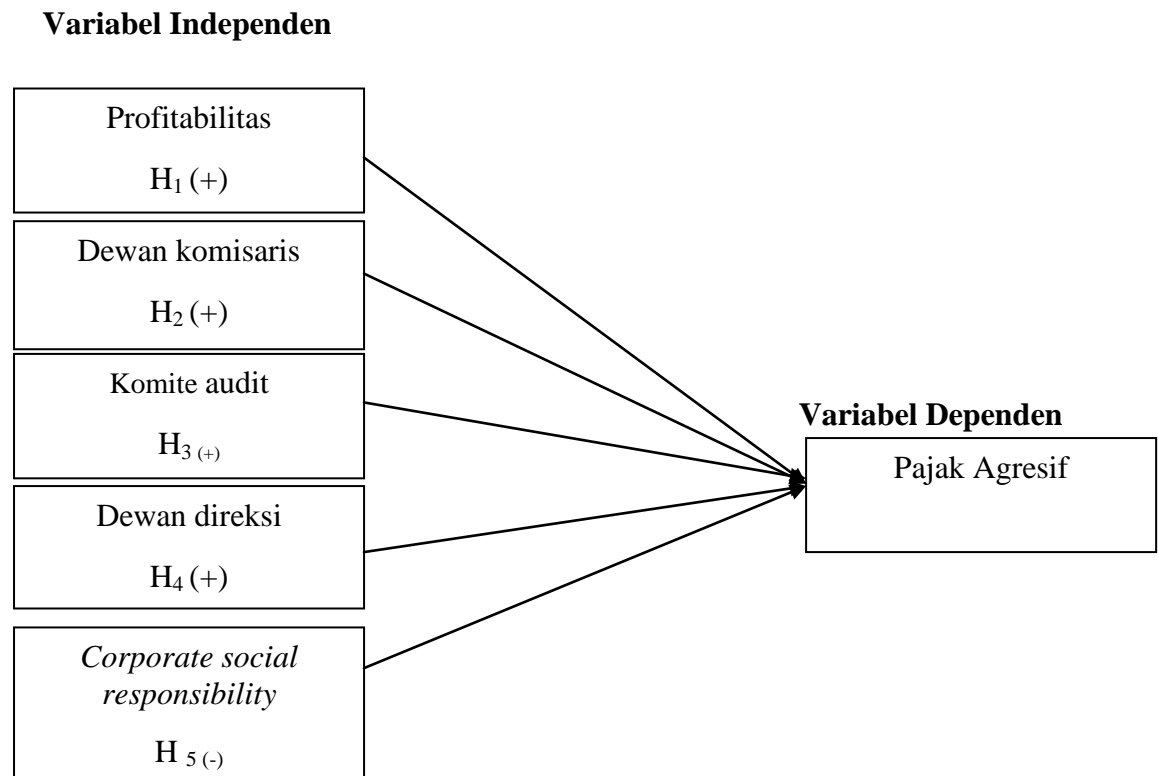 Variabel Independen
Profitabilitas
H₁ (+)
Dewan komisaris
H₂ (+)
Komite audit
H₃ (+)
Variabel Dependen
Pajak Agresif
Dewan direksi
H₄ (+)
Corporate social
responsibility
H ₅ (-)